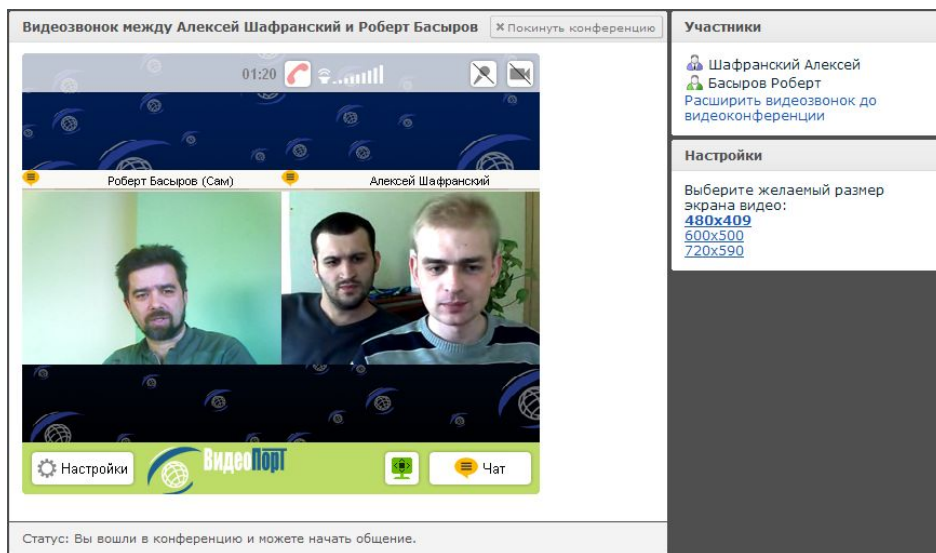 Видеозвонок между Алексей Шафранский и Роберт Басыров
Покинуть конференцию
01:20
Роберт Басыров (Сам)
Алексей Шафранский
Настройки
ВидеоПорт
Чат
Статус: Вы вошли в конференцию и можете начать общение.
Участники
Шафранский Алексей
Басыров Роберт
Расширить видеозвонок до
видеоконференции
Настройки
Выберите желаемый размер
экрана видео:
480x409
600x500
720x590